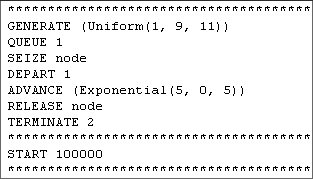 ****************************************
GENERATE (Uniform(1, 9, 11))
QUEUE 1
SEIZE node
DEPART 1
ADVANCE (Exponential(5, 0, 5))
RELEASE node
TERMINATE 2
****************************************
START 100000
****************************************